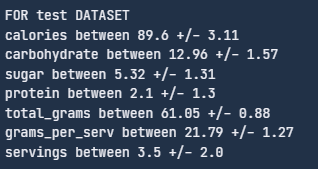 FOR test DATASET
calories between 89.6 +/- 3.11
carbohydrate between 12.96 +/- 1.57
sugar between 5.32 +/- 1.31
protein between 2.1 +/- 1.3
total_grams between 61.05 +/- 0.88
grams_per_serv between 21.79 +/- 1.27
servings between 3.5 +/- 2.0